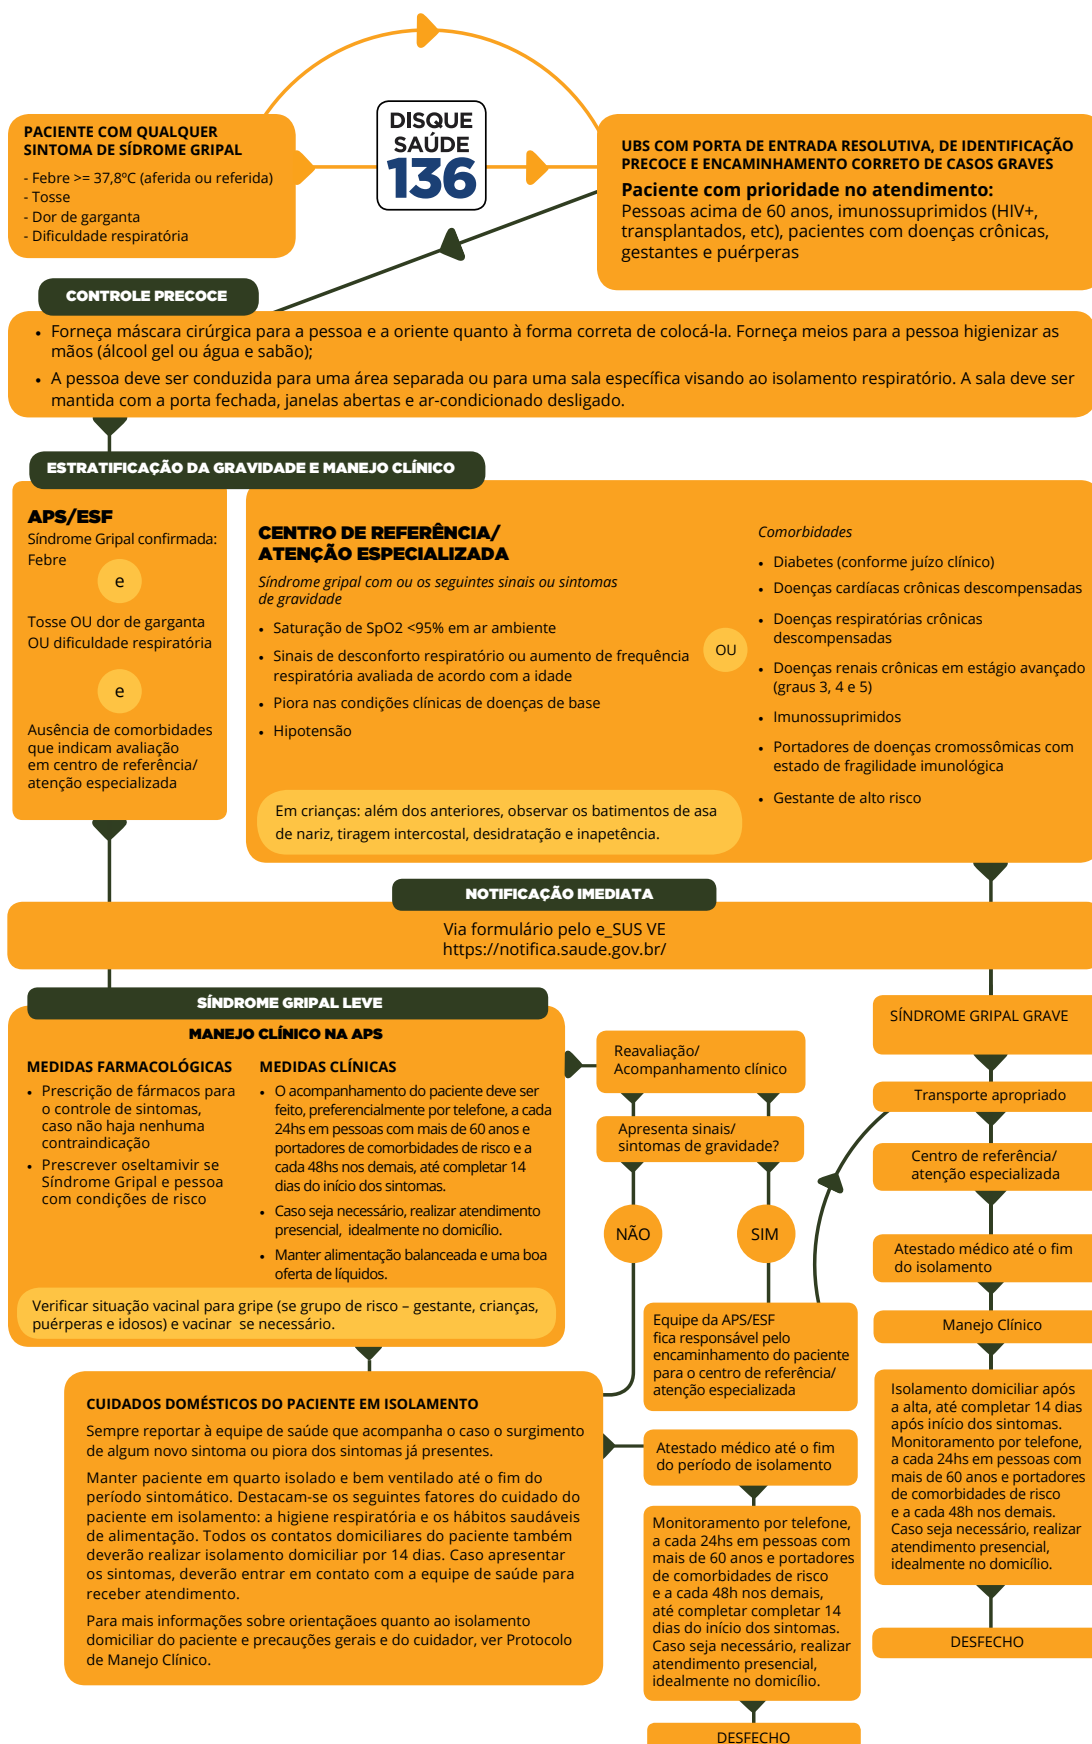 PACIENTE COM QUALQUER
SINTOMA DE SÍDROME GRIPAL
- Febre >= 37,8ºC (aferida ou referida)
- Tosse
- Dor de garganta
- Dificuldade respiratória
DISQUE
SAÚDE
136
UBS COM PORTA DE ENTRADA RESOLUTIVA, DE IDENTIFICAÇÃO
PRECOCE E ENCAMINHAMENTO CORRETO DE CASOS GRAVES
Paciente com prioridade no atendimento:
Pessoas acima de 60 anos, imunossuprimidos (HIV+,
transplantados, etc), pacientes com doenças crônicas,
gestantes e puérperas
CONTROLE PRECOCE
• Forneça máscara cirúrgica para a pessoa e a oriente quanto à forma correta de colocá-la. Forneça meios para a pessoa higienizar as
mãos (álcool gel ou água e sabão);
• A pessoa deve ser conduzida para uma área separada ou para uma sala específica visando ao isolamento respiratório. A sala deve ser
mantida com a porta fechada, janelas abertas e ar-condicionado desligado.
ESTRATIFICAÇÃO DA GRAVIDADE E MANEJO CLÍNICO
APS/ESF
Síndrome Gripal confirmada:
Febre
e
Tosse OU dor de garganta
OU dificuldade respiratória
e
Ausência de comorbidades
que indicam avaliação
em centro de referência/
atenção especializada
CENTRO DE REFERÊNCIA/
ATENÇÃO ESPECIALIZADA
Síndrome gripal com ou os seguintes sinais ou sintomas
de gravidade
• Saturação de SpO2 <95% em ar ambiente
• Sinais de desconforto respiratório ou aumento de frequência
respiratória avaliada de acordo com a idade
• Piora nas condições clínicas de doenças de base
• Hipotensão
Em crianças: além dos anteriores, observar os batimentos de asa
de nariz, tiragem intercostal, desidratação e inapetência.
OU
Comorbidades
• Diabetes (conforme juízo clínico)
• Doenças cardíacas crônicas descompensadas
• Doenças respiratórias crônicas
descompensadas
• Doenças renais crônicas em estágio avançado
(graus 3, 4 e 5)
• Imunossuprimidos
• Portadores de doenças cromossômicas com
estado de fragilidade imunológica
• Gestante de alto risco
NOTIFICAÇÃO IMEDIATA
Via formulário pelo e_SUS VE
https://notifica.saude.gov.br/
SÍNDROME GRIPAL LEVE
MANEJO CLÍNICO NA APS
MEDIDAS FARMACOLÓGICAS
• Prescrição de fármacos para
o controle de sintomas,
caso não haja nenhuma
contraindicação
• Prescrever oseltamivir se
Síndrome Gripal e pessoa
com condições de risco
MEDIDAS CLÍNICAS
• O acompanhamento do paciente deve ser
feito, preferencialmente por telefone, a cada
24hs em pessoas com mais de 60 anos e
portadores de comorbidades de risco e a
cada 48hs nos demais, até completar 14
dias do início dos sintomas.
• Caso seja necessário, realizar atendimento
presencial, idealmente no domicílio.
• Manter alimentação balanceada e uma boa
oferta de líquidos.
Verificar situação vacinal para gripe (se grupo de risco – gestante, crianças,
puérperas e idosos) e vacinar se necessário.
Reavaliação/
Acompanhamento clínico
Apresenta sinais/
sintomas de gravidade?
NÃO
SIM
Equipe da APS/ESF
fica responsável pelo
encaminhamento do paciente
para o centro de referência/
atenção especializada
SÍNDROME GRIPAL GRAVE
Transporte apropriado
Centro de referência/
atenção especializada
Atestado médico até o fim
do isolamento
Manejo Clínico
Isolamento domiciliar após
a alta, até completar 14 dias
após início dos sintomas.
Monitoramento por telefone,
a cada 24hs em pessoas com
mais de 60 anos e portadores
de comorbidades de risco
e a cada 48h nos demais.
Caso seja necessário, realizar
atendimento presencial,
idealmente no domicílio.
DESFECHO
CUIDADOS DOMÉSTICOS DO PACIENTE EM ISOLAMENTO
Sempre reportar à equipe de saúde que acompanha o caso o surgimento
de algum novo sintoma ou piora dos sintomas já presentes.
Manter paciente em quarto isolado e bem ventilado até o fim do
período sintomático. Destacam-se os seguintes fatores do cuidado do
paciente em isolamento: a higiene respiratória e os hábitos saudáveis
de alimentação. Todos os contatos domiciliares do paciente também
deverão realizar isolamento domiciliar por 14 dias. Caso apresentar
os sintomas, deverão entrar em contato com a equipe de saúde para
receber atendimento.
Para mais informações sobre orientaçãoes quanto ao isolamento
domiciliar do paciente e precauções gerais e do cuidador, ver Protocolo
de Manejo Clínico.
Atestado médico até o fim
do período de isolamento
Monitoramento por telefone,
a cada 24hs em pessoas com
mais de 60 anos e portadores
de comorbidades de risco
e a cada 48h nos demais,
até completar completar 14
dias do início dos sintomas.
Caso seja necessário, realizar
atendimento presencial,
idealmente no domicílio.
DESFECHO